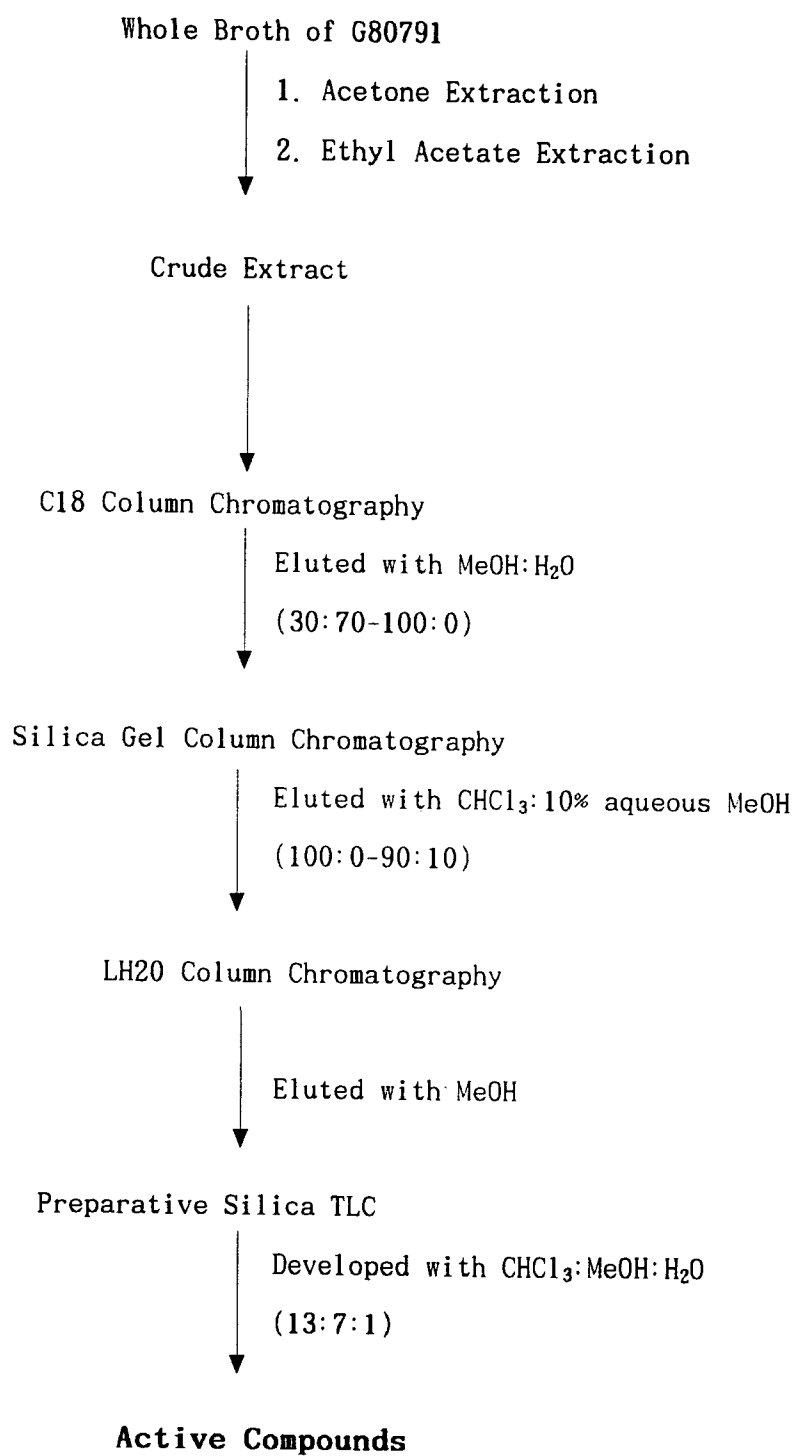 Whole Broth of G80791
1. Acetone Extraction
2. Ethyl Acetate Extraction
Crude Extract
C18 Column Chromatography
Eluted with MeOH:H₂O
(30:70-100:0)
Silica Gel Column Chromatography
Eluted with CHCl₃:10% aqueous MeOH
(100:0-90:10)
LH20 Column Chromatography
Eluted with MeOH
Preparative Silica TLC
Developed with CHCl₃:MeOH:H₂O
(13:7:1)
Active Compounds